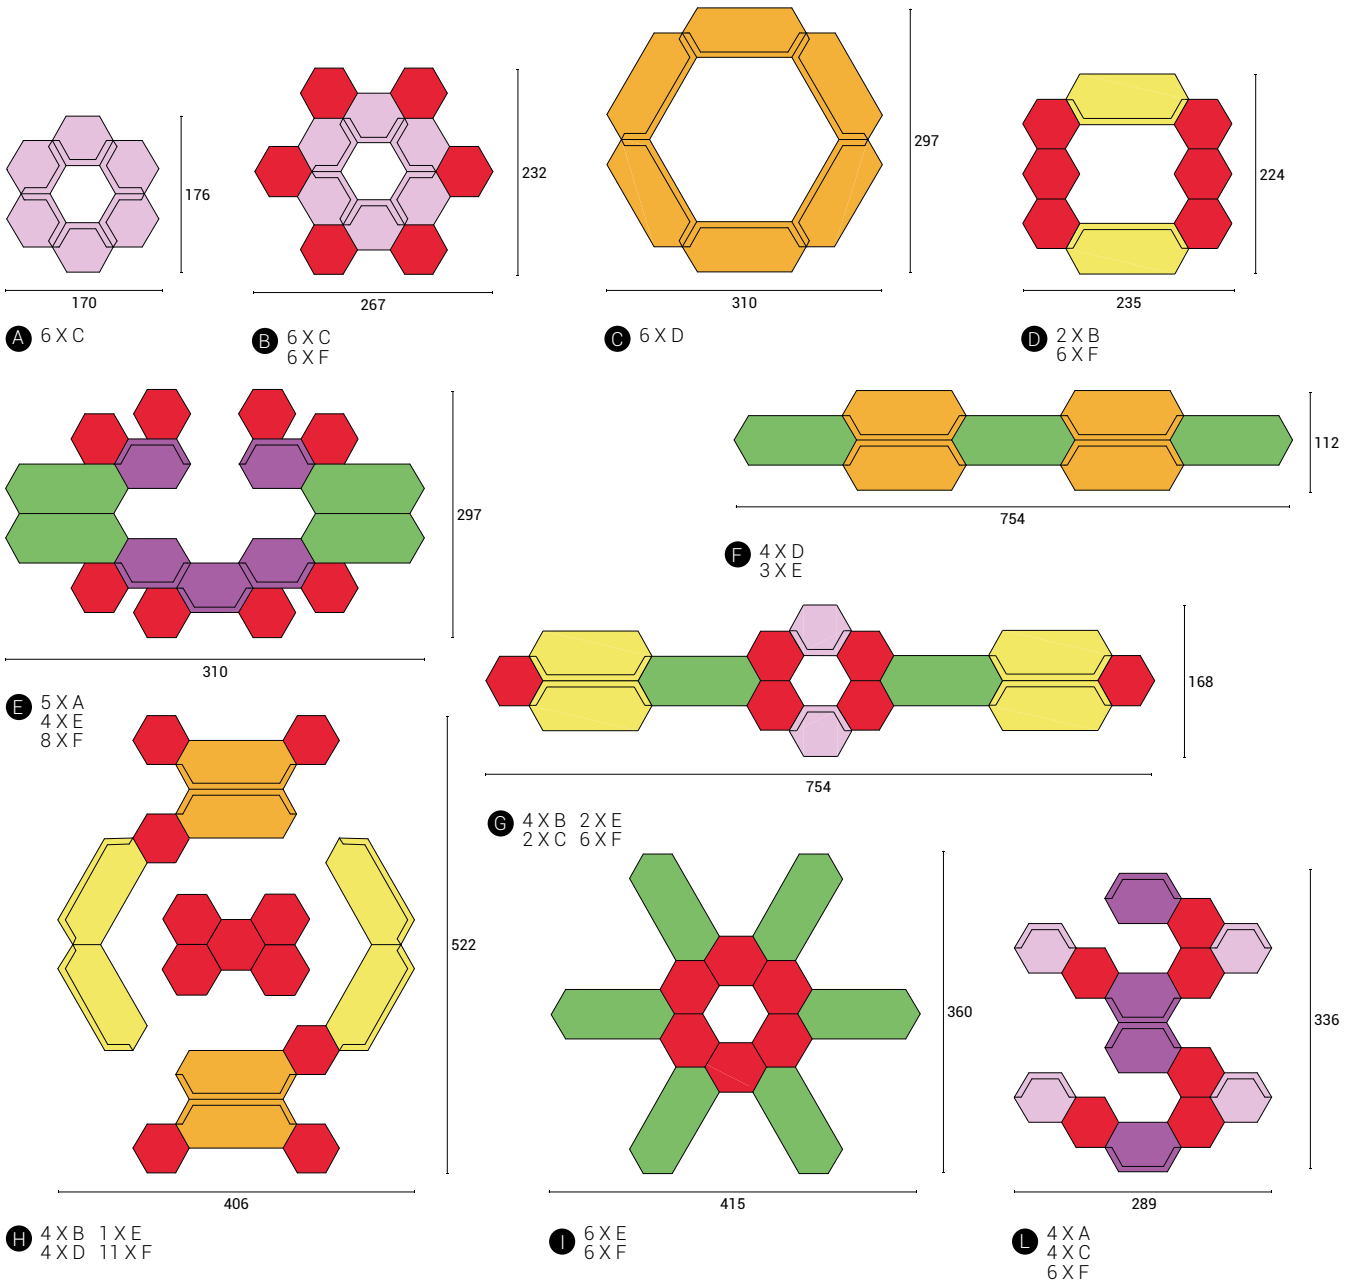 176
170
A 6 X C
232
267
B 6 X C
6 X F
297
310
C 6 X D
224
235
D 2 X B
6 X F
297
310
E 5 X A
4 X E
8 X F
112
754
F 4 X D
3 X E
168
754
G 4 X B 2 X E
2 X C 6 X F
522
406
H 4 X B 1 X E
4 X D 11 X F
360
415
I 6 X E
6 X F
336
289
L 4 X A
4 X C
6 X F